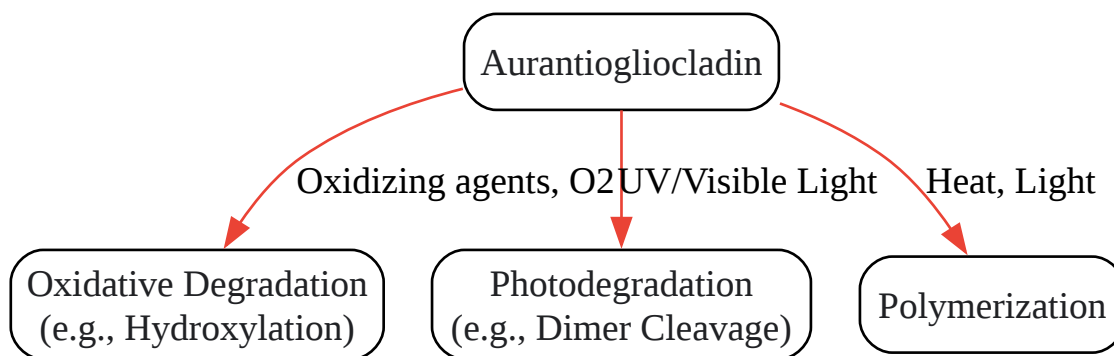 Aurantiogliocladin
Oxidizing agents, O2
UV/Visible Light
Heat, Light
Oxidative Degradation
(e.g., Hydroxylation)
Photodegradation
(e.g., Dimer Cleavage)
Polymerization